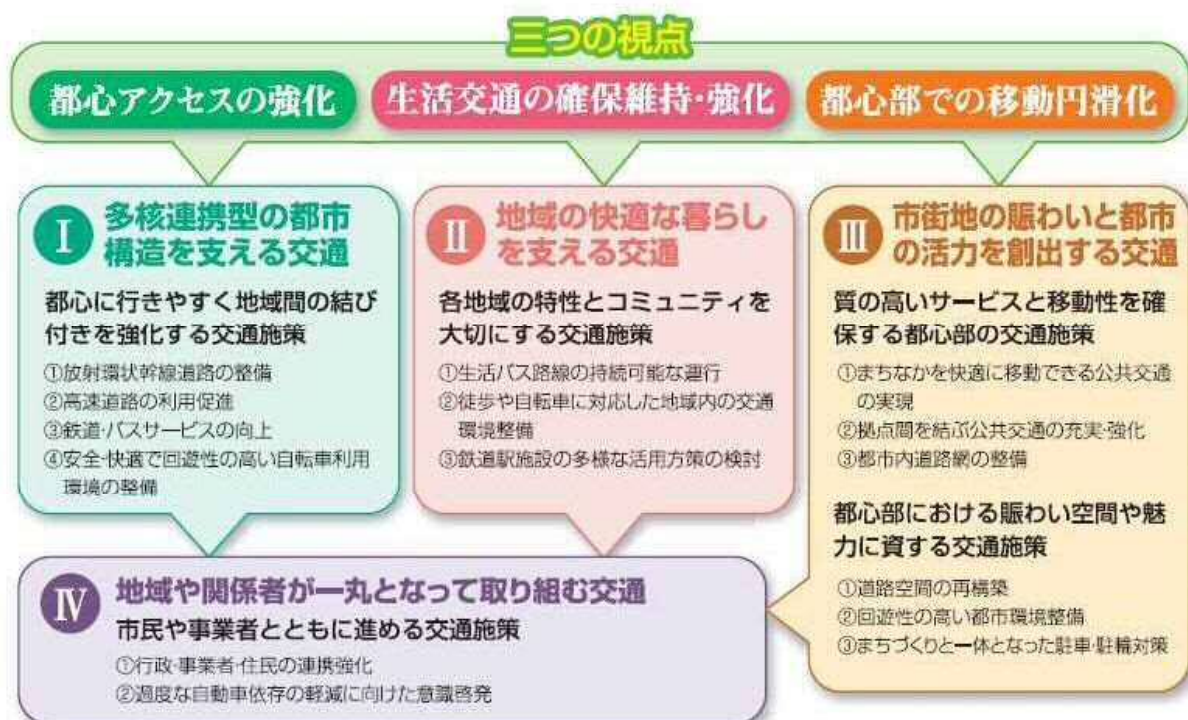 三つの視点
都心アクセスの強化
生活交通の確保維持・強化
都心部での移動円滑化
Ⅰ 多核連携型の都市
構造を支える交通
都心に行きやすく地域間の結び
付きを強化する交通施策
①放射環状幹線道路の整備
②高速道路の利用促進
③鉄道・バスサービスの向上
④安全・快適で回遊性の高い自転車利用
環境の整備
Ⅱ 地域の快適な暮らし
を支える交通
各地域の特性とコミュニティを
大切にする交通施策
①生活バス路線の持続可能な運行
②徒歩や自転車に対応した地域内の交通
環境整備
③鉄道駅施設の多様な活用方策の検討
Ⅲ 市街地の賑わいと都市
の活力を創出する交通
質の高いサービスと移動性を確
保する都心部の交通施策
①まちなかを快適に移動できる公共交通
の実現
②拠点間を結ぶ公共交通の充実・強化
③都市内道路網の整備
都心部における賑わい空間や魅
力に資する交通施策
①道路空間の再構築
②回遊性の高い都市環境整備
③まちづくりと一体となった駐車・駐輪対策
Ⅳ 地域や関係者が一丸となって取り組む交通
市民や事業者とともに進める交通施策
①行政・事業者・住民の連携強化
②過度な自動車依存の軽減に向けた意識啓発